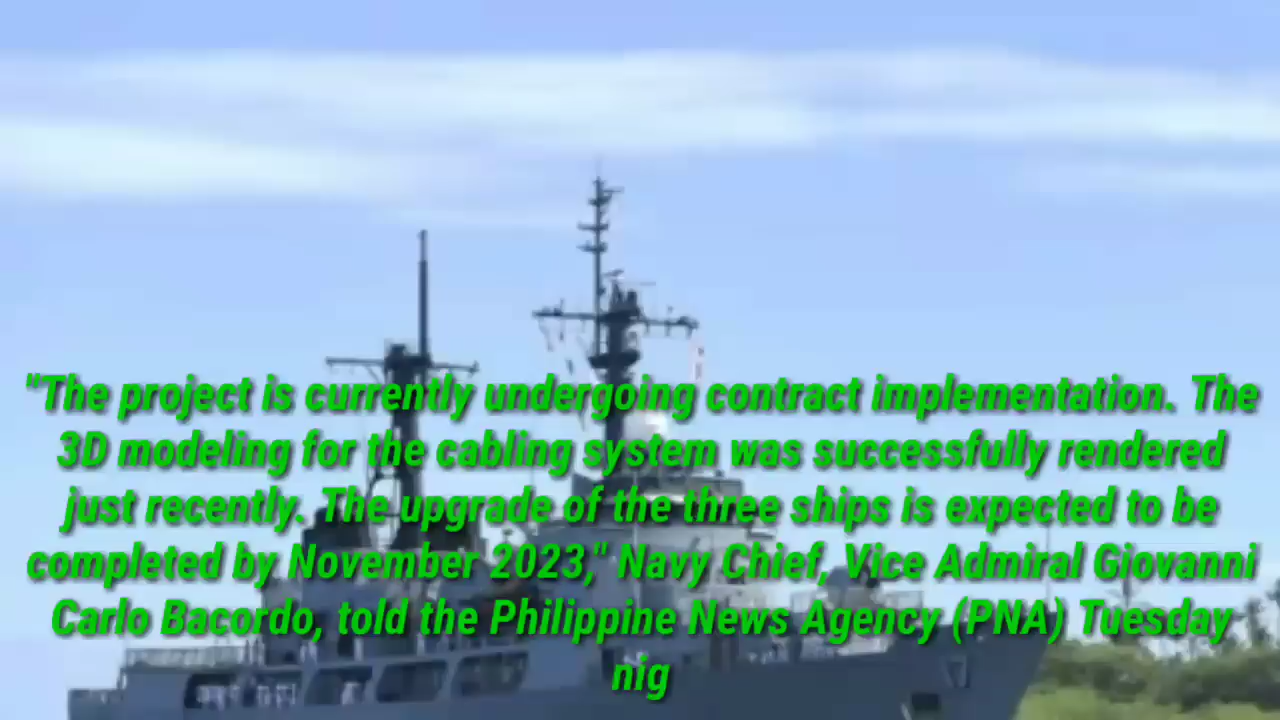 "The project is currently undergoing contract implementation. The
3D modeling for the cabling system was successfully rendered
just recently. The upgrade of the three ships is expected to be
completed by November 2023," Navy Chief, Vice Admiral Giovanni
Carlo Bacordo, told the Philippine News Agency (PNA) Tuesday
nig